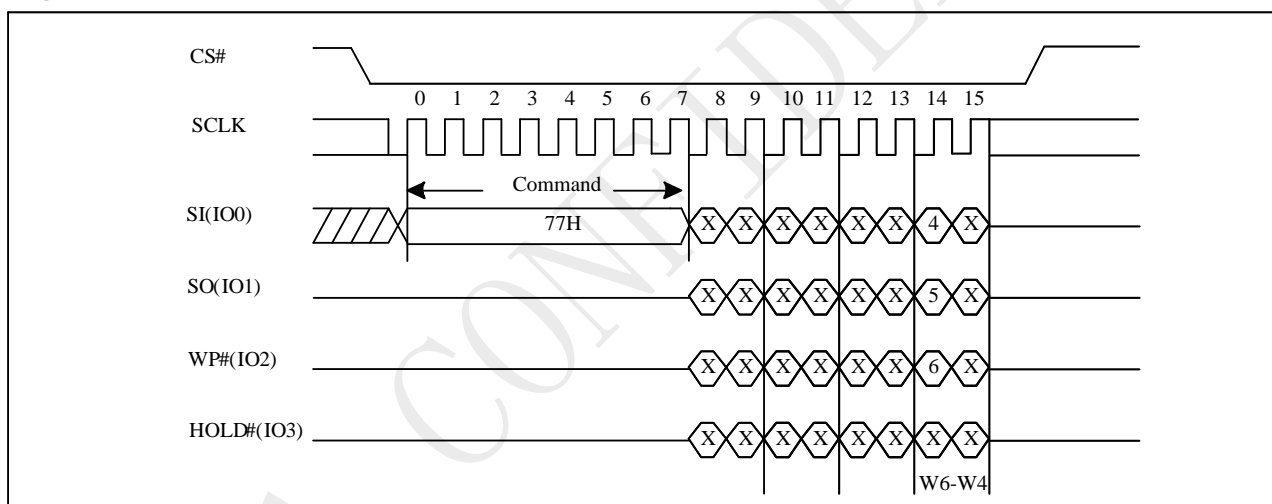 CS#
0 1 2 3 4 5 6 7 8 9 10 11 12 13 14 15
SCLK
Command
SI(IO0) 77H X X X X X X 4 X
SO(IO1) X X X X X X 5 X
WP#(IO2) X X X X X X 6 X
HOLD#(IO3) X X X X X X X X
W6-W4